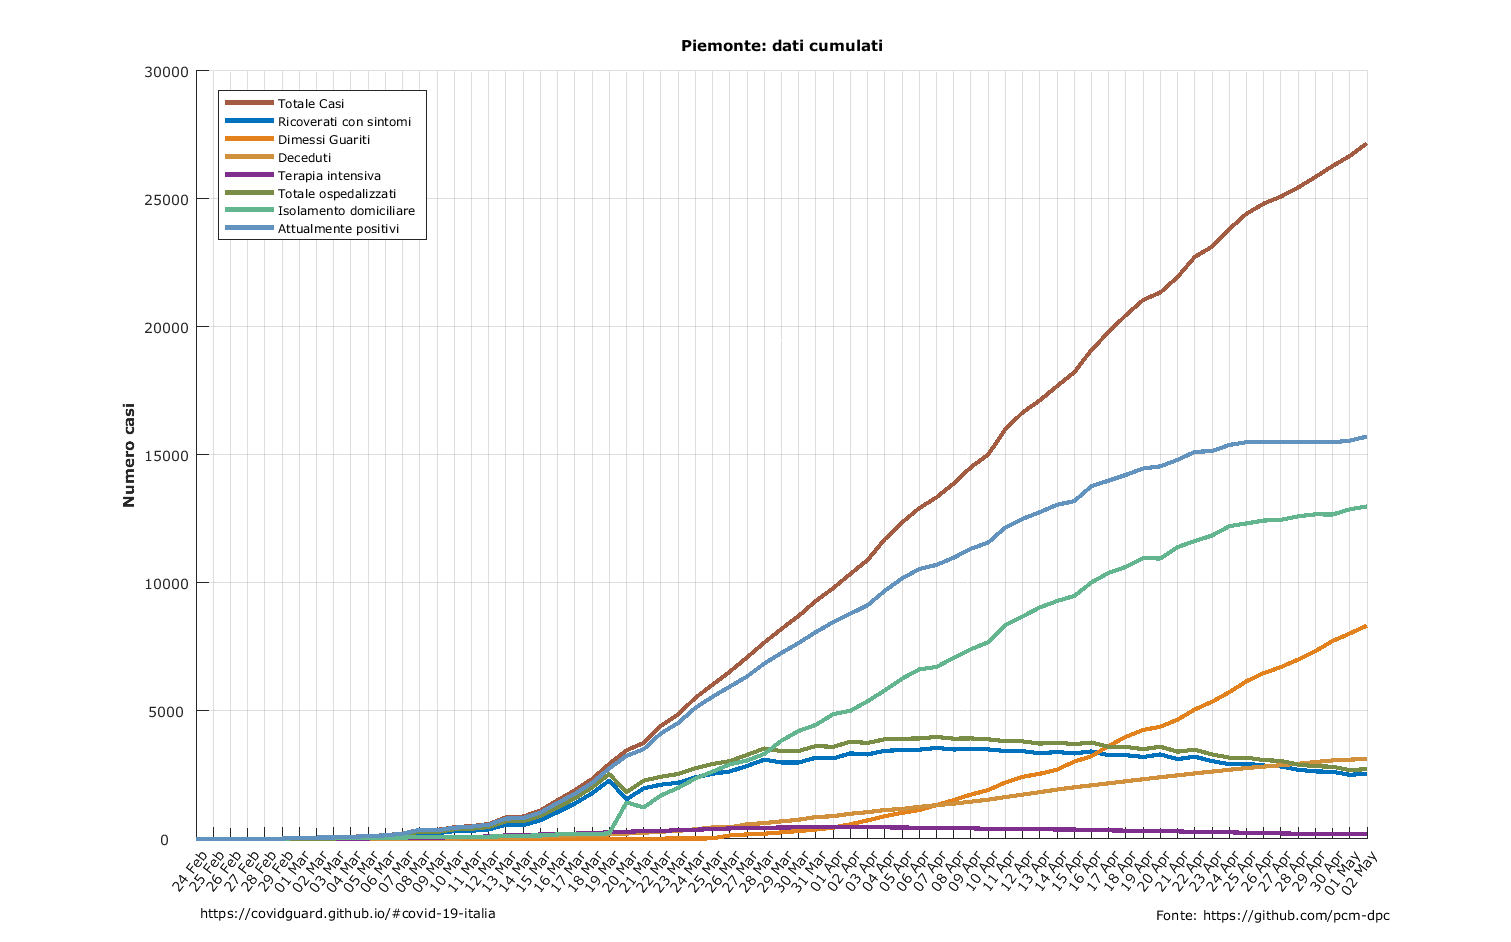 Piemonte: dati cumulati
30000
25000
20000
15000
10000
5000
0
Numero casi
Totale Casi
Ricoverati con sintomi
Dimessi Guariti
Deceduti
Terapia intensiva
Totale ospedalizzati
Isolamento domiciliare
Attualmente positivi
24 Feb
25 Feb
26 Feb
27 Feb
28 Feb
29 Feb
01 Mar
02 Mar
03 Mar
04 Mar
05 Mar
06 Mar
07 Mar
08 Mar
09 Mar
10 Mar
11 Mar
12 Mar
13 Mar
14 Mar
15 Mar
16 Mar
17 Mar
18 Mar
19 Mar
20 Mar
21 Mar
22 Mar
23 Mar
24 Mar
25 Mar
26 Mar
27 Mar
28 Mar
29 Mar
30 Mar
31 Mar
01 Apr
02 Apr
03 Apr
04 Apr
05 Apr
06 Apr
07 Apr
08 Apr
09 Apr
10 Apr
11 Apr
12 Apr
13 Apr
14 Apr
15 Apr
16 Apr
17 Apr
18 Apr
19 Apr
20 Apr
21 Apr
22 Apr
23 Apr
24 Apr
25 Apr
26 Apr
27 Apr
28 Apr
29 Apr
30 Apr
01 May
02 May
https://covidguard.github.io/#covid-19-italia
Fonte: https://github.com/pcm-dpc